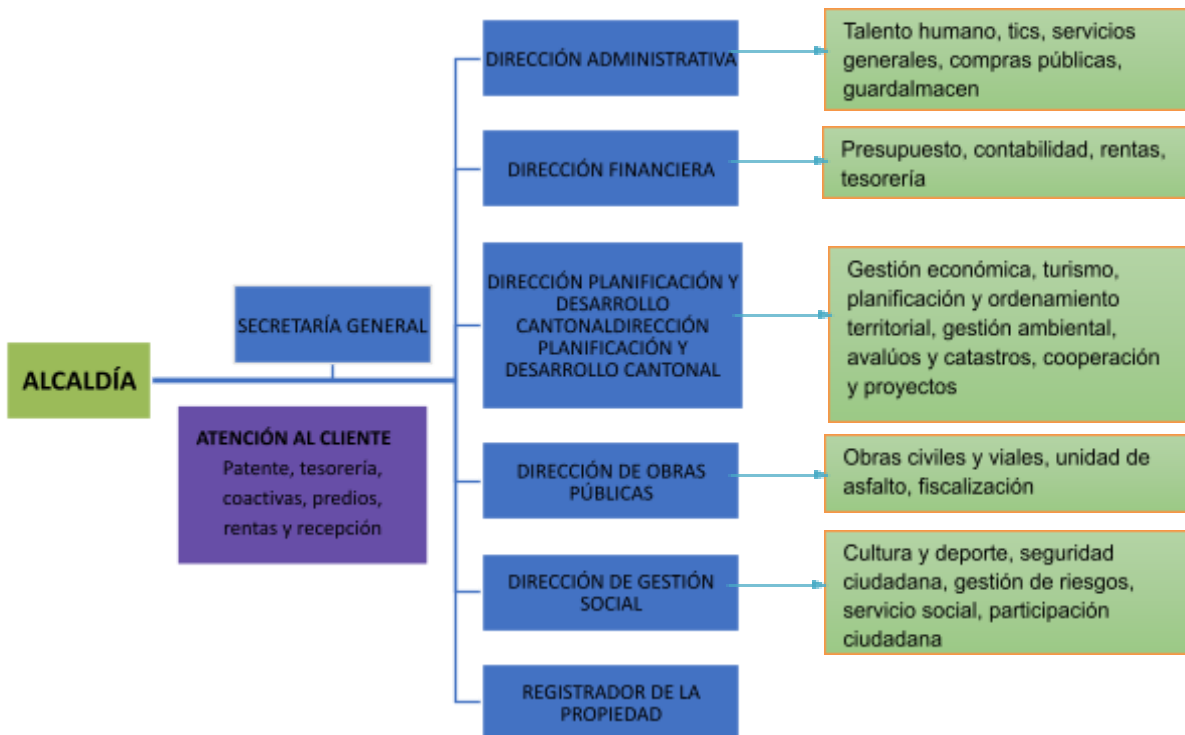 ALCALDÍA
SECRETARÍA GENERAL
ATENCIÓN AL CLIENTE
Patente, tesorería,
coactivas, predios,
rentas y recepción
DIRECCIÓN ADMINISTRATIVA
Talento humano, tics, servicios
generales, compras públicas,
guardalmacen
DIRECCIÓN FINANCIERA
Presupuesto, contabilidad, rentas,
tesorería
DIRECCIÓN PLANIFICACIÓN Y
DESARROLLO
CANTONALDIRECCIÓN
PLANIFICACIÓN Y
DESARROLLO CANTONAL
Gestión económica, turismo,
planificación y ordenamiento
territorial, gestión ambiental,
avalúos y catastros, cooperación
y proyectos
DIRECCIÓN DE OBRAS
PÚBLICAS
Obras civiles y viales, unidad de
asfalto, fiscalización
DIRECCIÓN DE GESTIÓN
SOCIAL
Cultura y deporte, seguridad
ciudadana, gestión de riesgos,
servicio social, participación
ciudadana
REGISTRADOR DE LA
PROPIEDAD